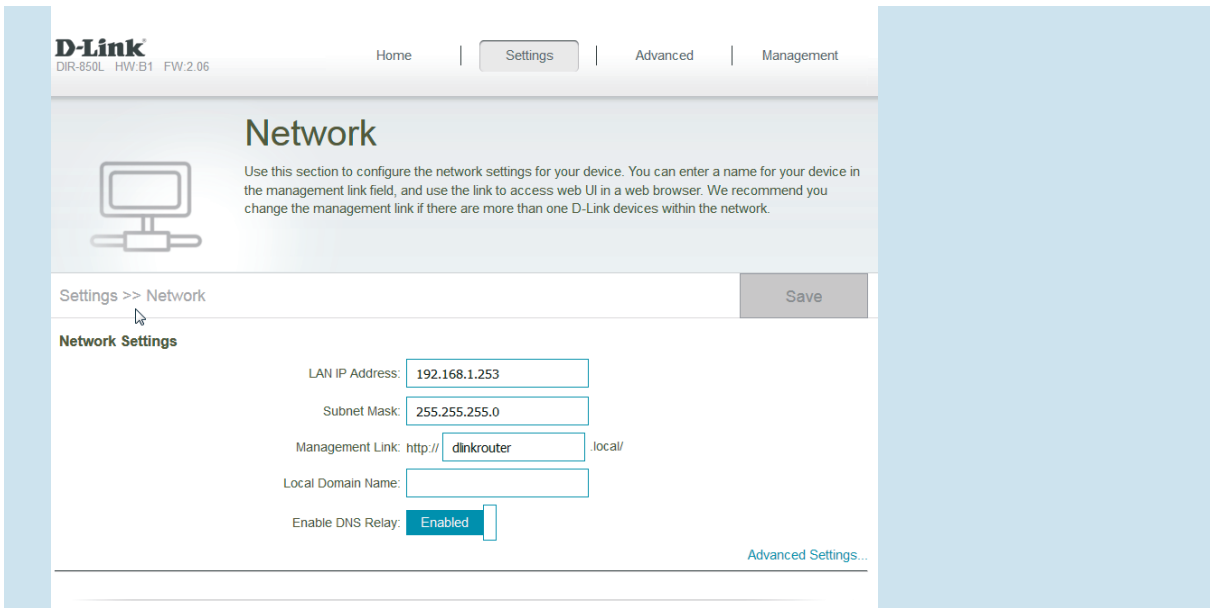 D-Link
DIR-850L HW:B1 FW:2.06
Home | Settings | Advanced | Management
Network
Use this section to configure the network settings for your device. You can enter a name for your device in
the management link field, and use the link to access web UI in a web browser. We recommend you
change the management link if there are more than one D-Link devices within the network.
Settings >> Network
Save
Network Settings
LAN IP Address: 192.168.1.253
Subnet Mask: 255.255.255.0
Management Link: http:// dlinkrouter .local/
Local Domain Name:
Enable DNS Relay: Enabled
Advanced Settings...